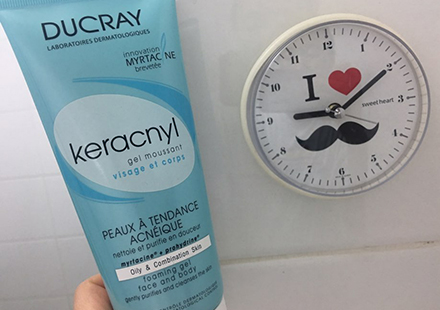 DUCRAY
LABORATOIRES DERMATOLOGIQUES
innovation
MYRTACINE
brevetée
keracnyl
gel moussant
visage et corps
PEAUX À TENDANCE
ACNÉIQUE
nettoie et purifie en douceur
myrtacine® + prohydrine®
Oily & Combination Skin
foaming gel
face and body
Gently purifies and cleanses the skin
I
sweet heart
12
1
2
3
4
5
6
7
8
9
10
11